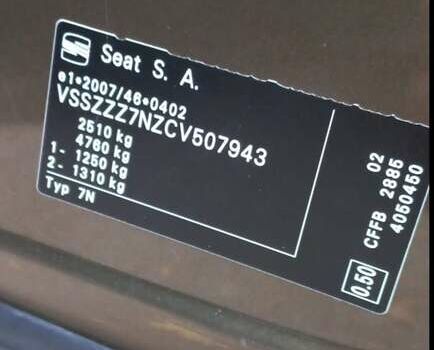 Seat S. A.
e1*2007/46*0402
VSSZZZ7NZCV507943
2510 kg
4760 kg
1- 1250 kg
2- 1310 kg
Typ 7N
02
CFFB 2885
4050450
0.50